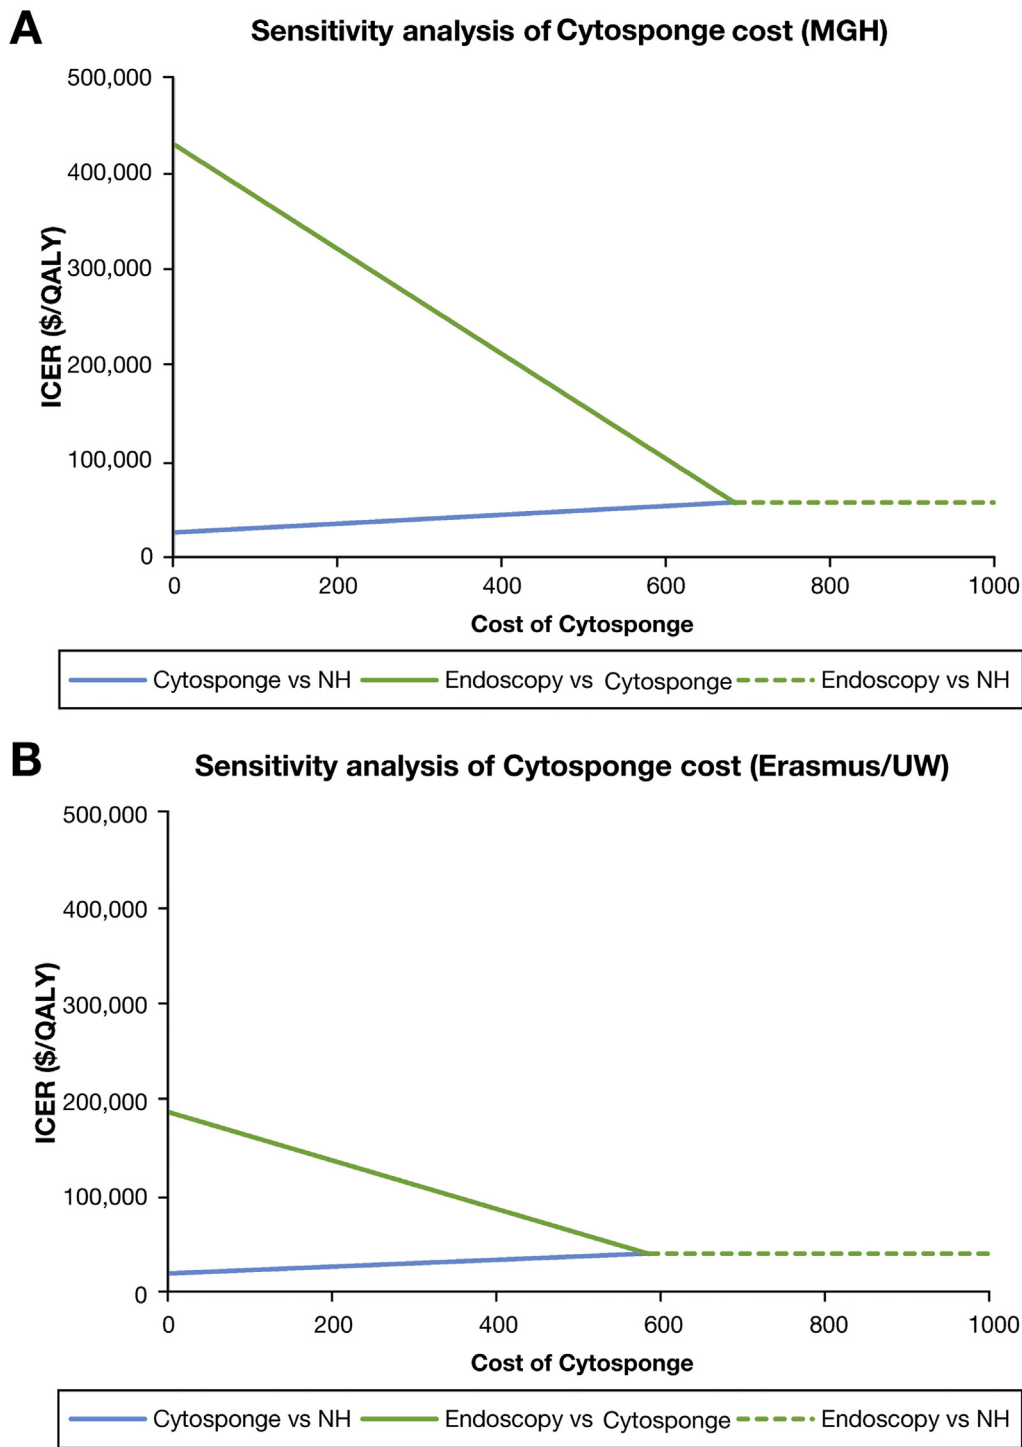 A
Sensitivity analysis of Cytosponge cost (MGH)
500,000
400,000
300,000
200,000
100,000
0
ICER ($/QALY)
0 200 400 600 800 1000
Cost of Cytosponge
Cytosponge vs NH Endoscopy vs Cytosponge Endoscopy vs NH
B
Sensitivity analysis of Cytosponge cost (Erasmus/UW)
500,000
400,000
300,000
200,000
100,000
0
ICER ($/QALY)
0 200 400 600 800 1000
Cost of Cytosponge
Cytosponge vs NH Endoscopy vs Cytosponge Endoscopy vs NH